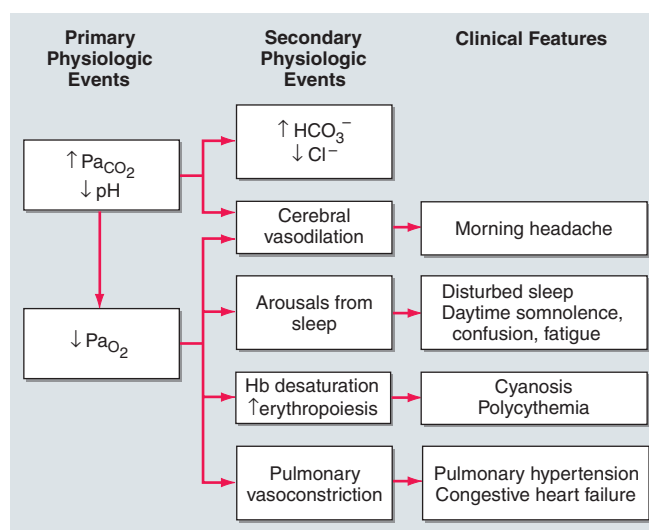 Primary
Physiologic
Events
Secondary
Physiologic
Events
Clinical Features
↑ PaCO2
↓ pH
↑ HCO3−
↓ Cl−
Cerebral
vasodilation
Morning headache
↓ PaO2
Arousals from
sleep
Disturbed sleep
Daytime somnolence,
confusion, fatigue
Hb desaturation
↑erythropoiesis
Cyanosis
Polycythemia
Pulmonary
vasoconstriction
Pulmonary hypertension
Congestive heart failure